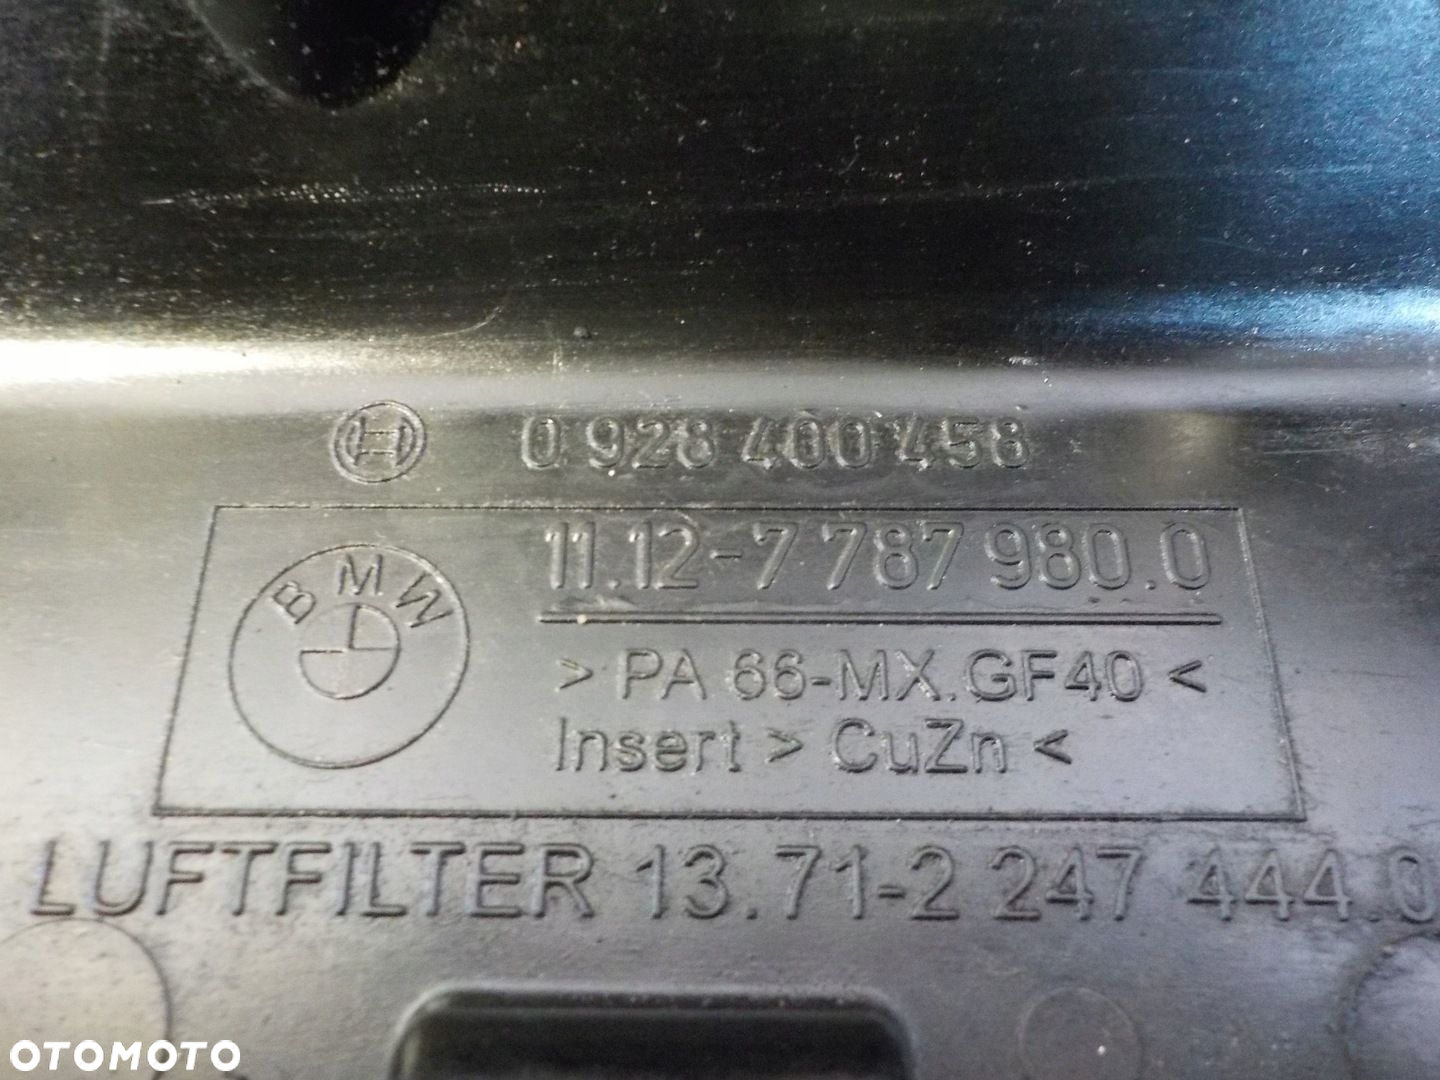 0 928 400 458
BMW
11.12-7 787 980.0
> PA 66-MX.GF40 <
Insert > CuZn <
LUFTFILTER 13.71-2 247 444.0
OTOMOTO